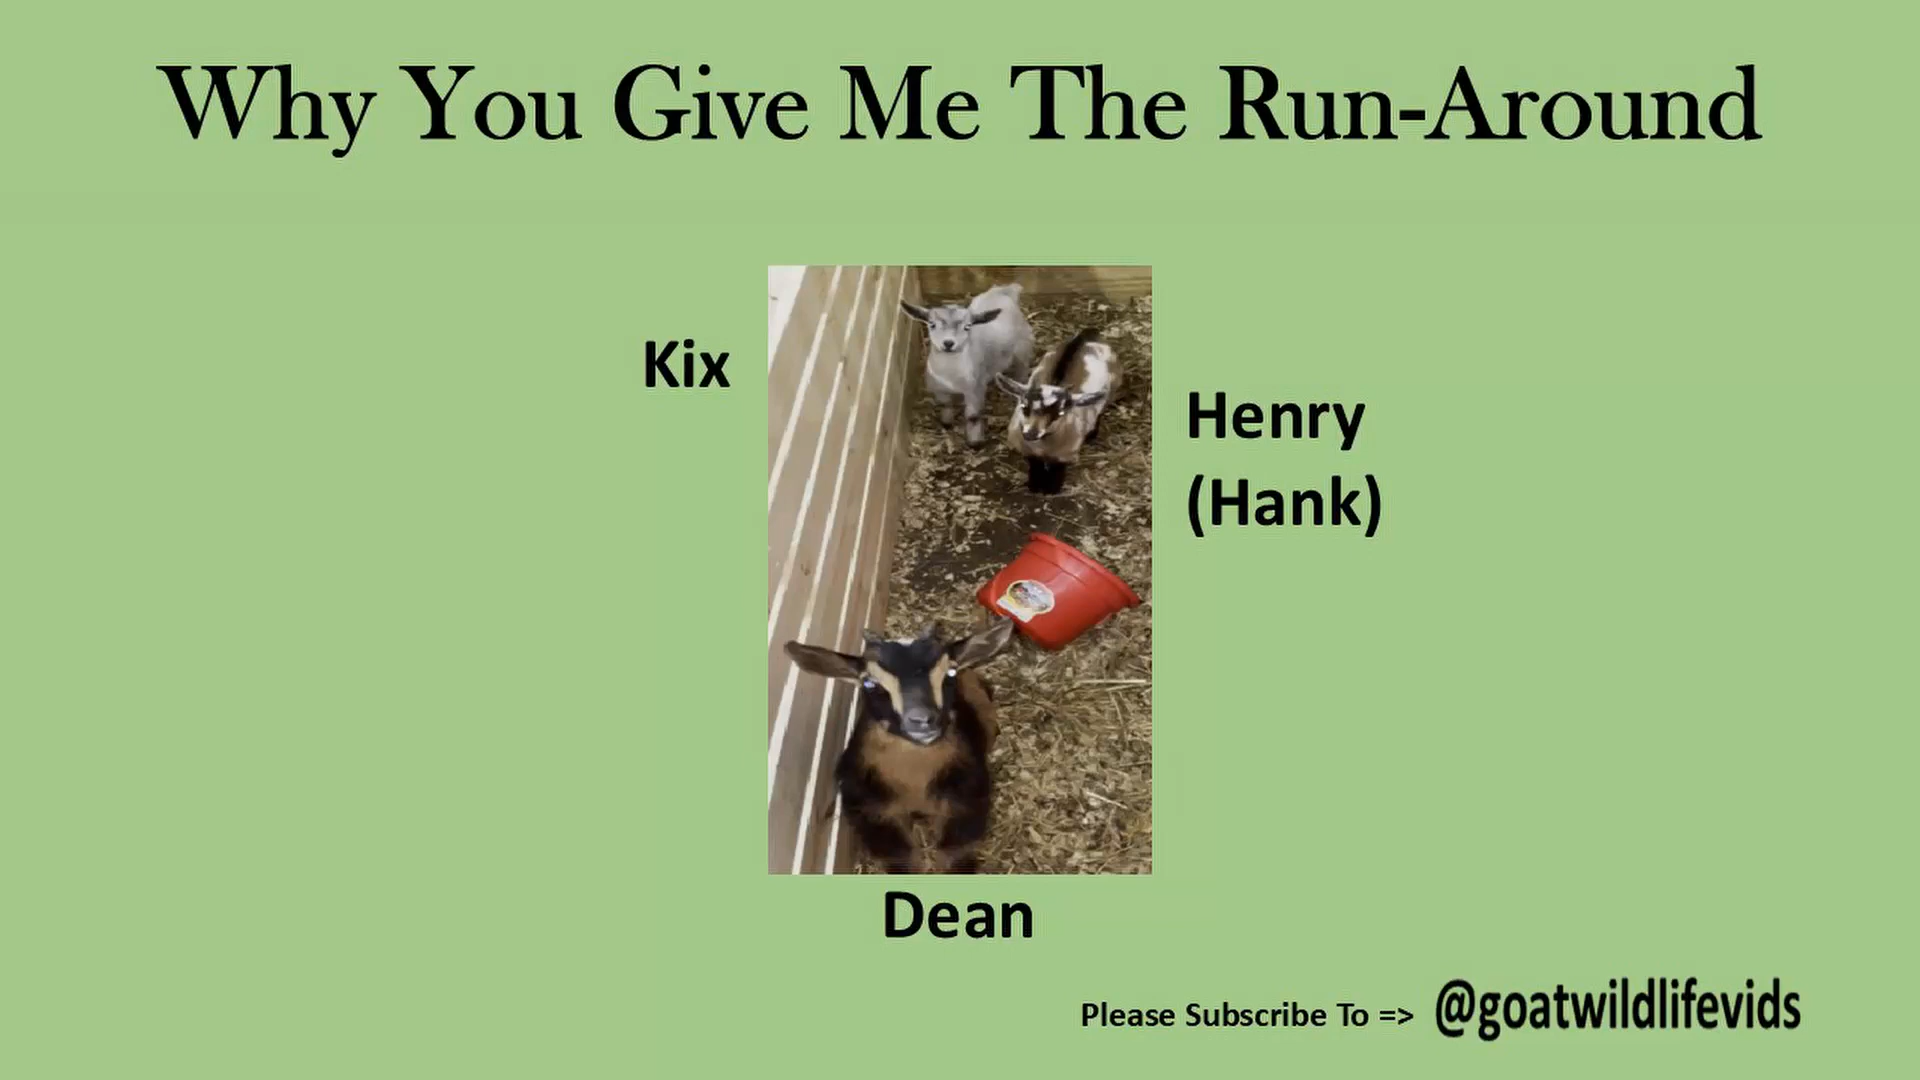 Why You Give Me The Run-Around
Kix
Henry
(Hank)
Dean
Please Subscribe To => @goatwildlifevids